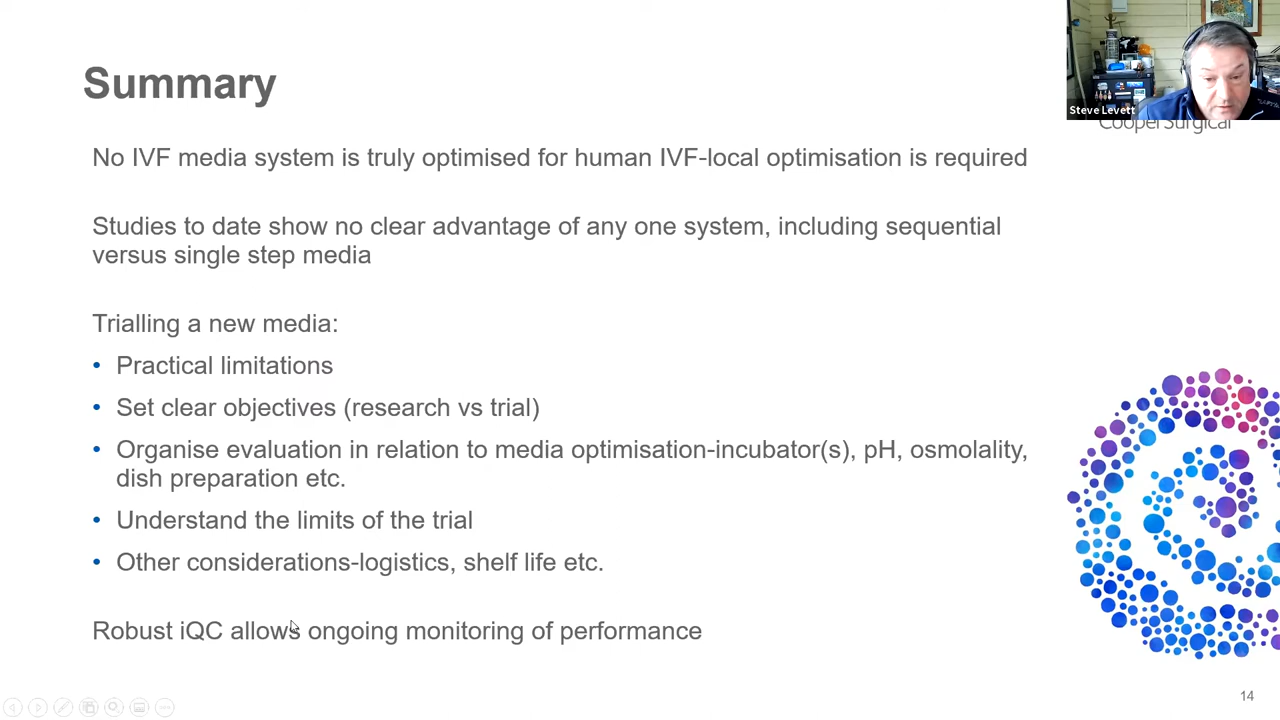 Summary
Steve Levett
CooperSurgical
No IVF media system is truly optimised for human IVF-local optimisation is required
Studies to date show no clear advantage of any one system, including sequential
versus single step media
Trialling a new media:
• Practical limitations
• Set clear objectives (research vs trial)
• Organise evaluation in relation to media optimisation-incubator(s), pH, osmolality,
dish preparation etc.
• Understand the limits of the trial
• Other considerations-logistics, shelf life etc.
Robust iQC allows ongoing monitoring of performance
14